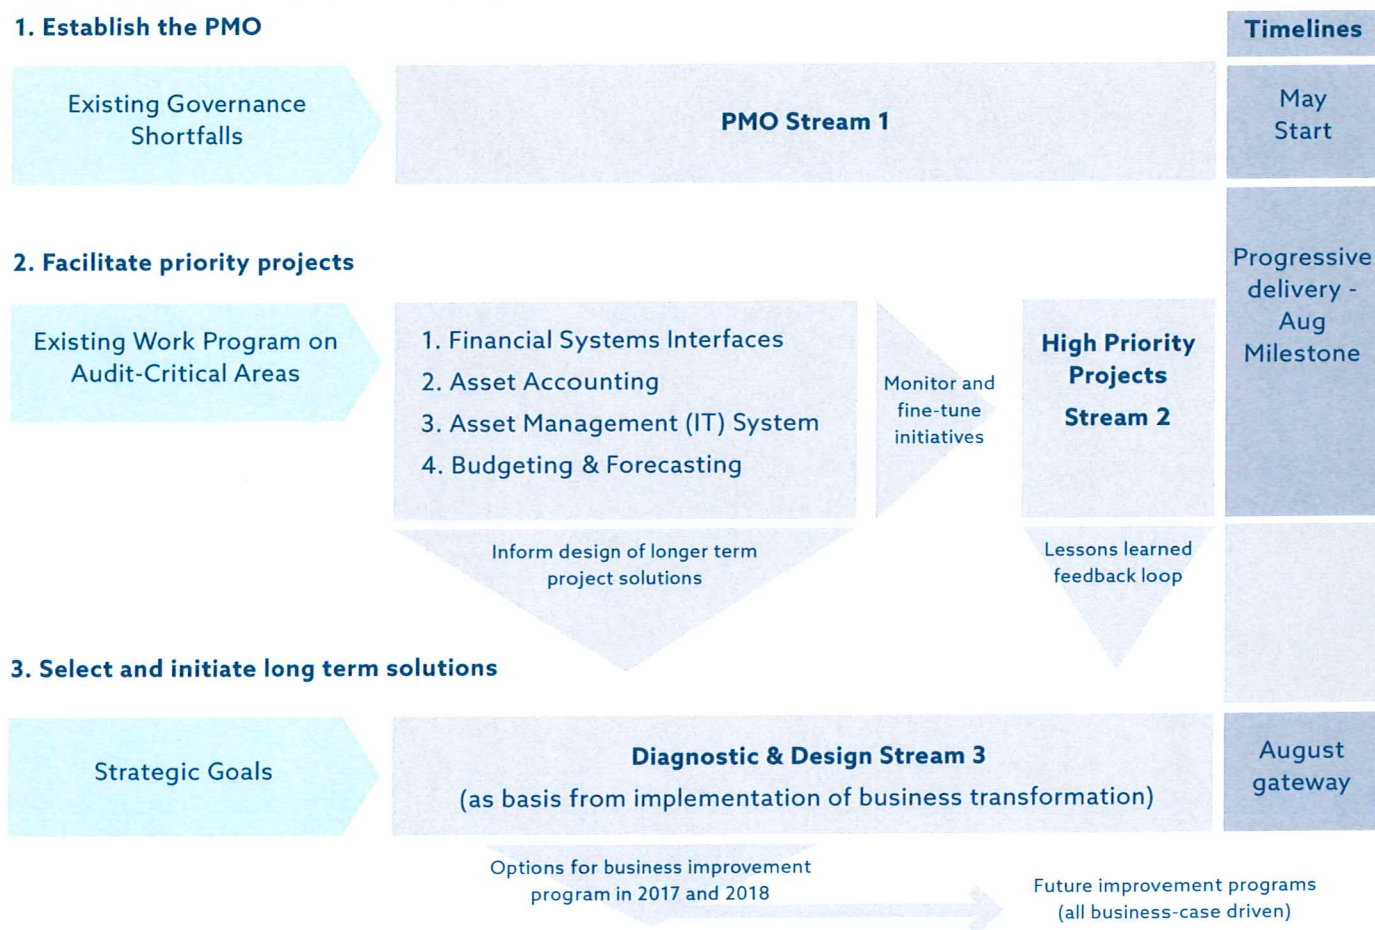 1. Establish the PMO
Timelines
Existing Governance
Shortfalls
PMO Stream 1
May
Start
2. Facilitate priority projects
Existing Work Program on
Audit-Critical Areas
1. Financial Systems Interfaces
2. Asset Accounting
3. Asset Management (IT) System
4. Budgeting & Forecasting
Monitor and
fine-tune
initiatives
High Priority
Projects
Stream 2
Progressive
delivery -
Aug
Milestone
Inform design of longer term
project solutions
Lessons learned
feedback loop
3. Select and initiate long term solutions
Strategic Goals
Diagnostic & Design Stream 3
(as basis from implementation of business transformation)
August
gateway
Options for business improvement
program in 2017 and 2018
Future improvement programs
(all business-case driven)